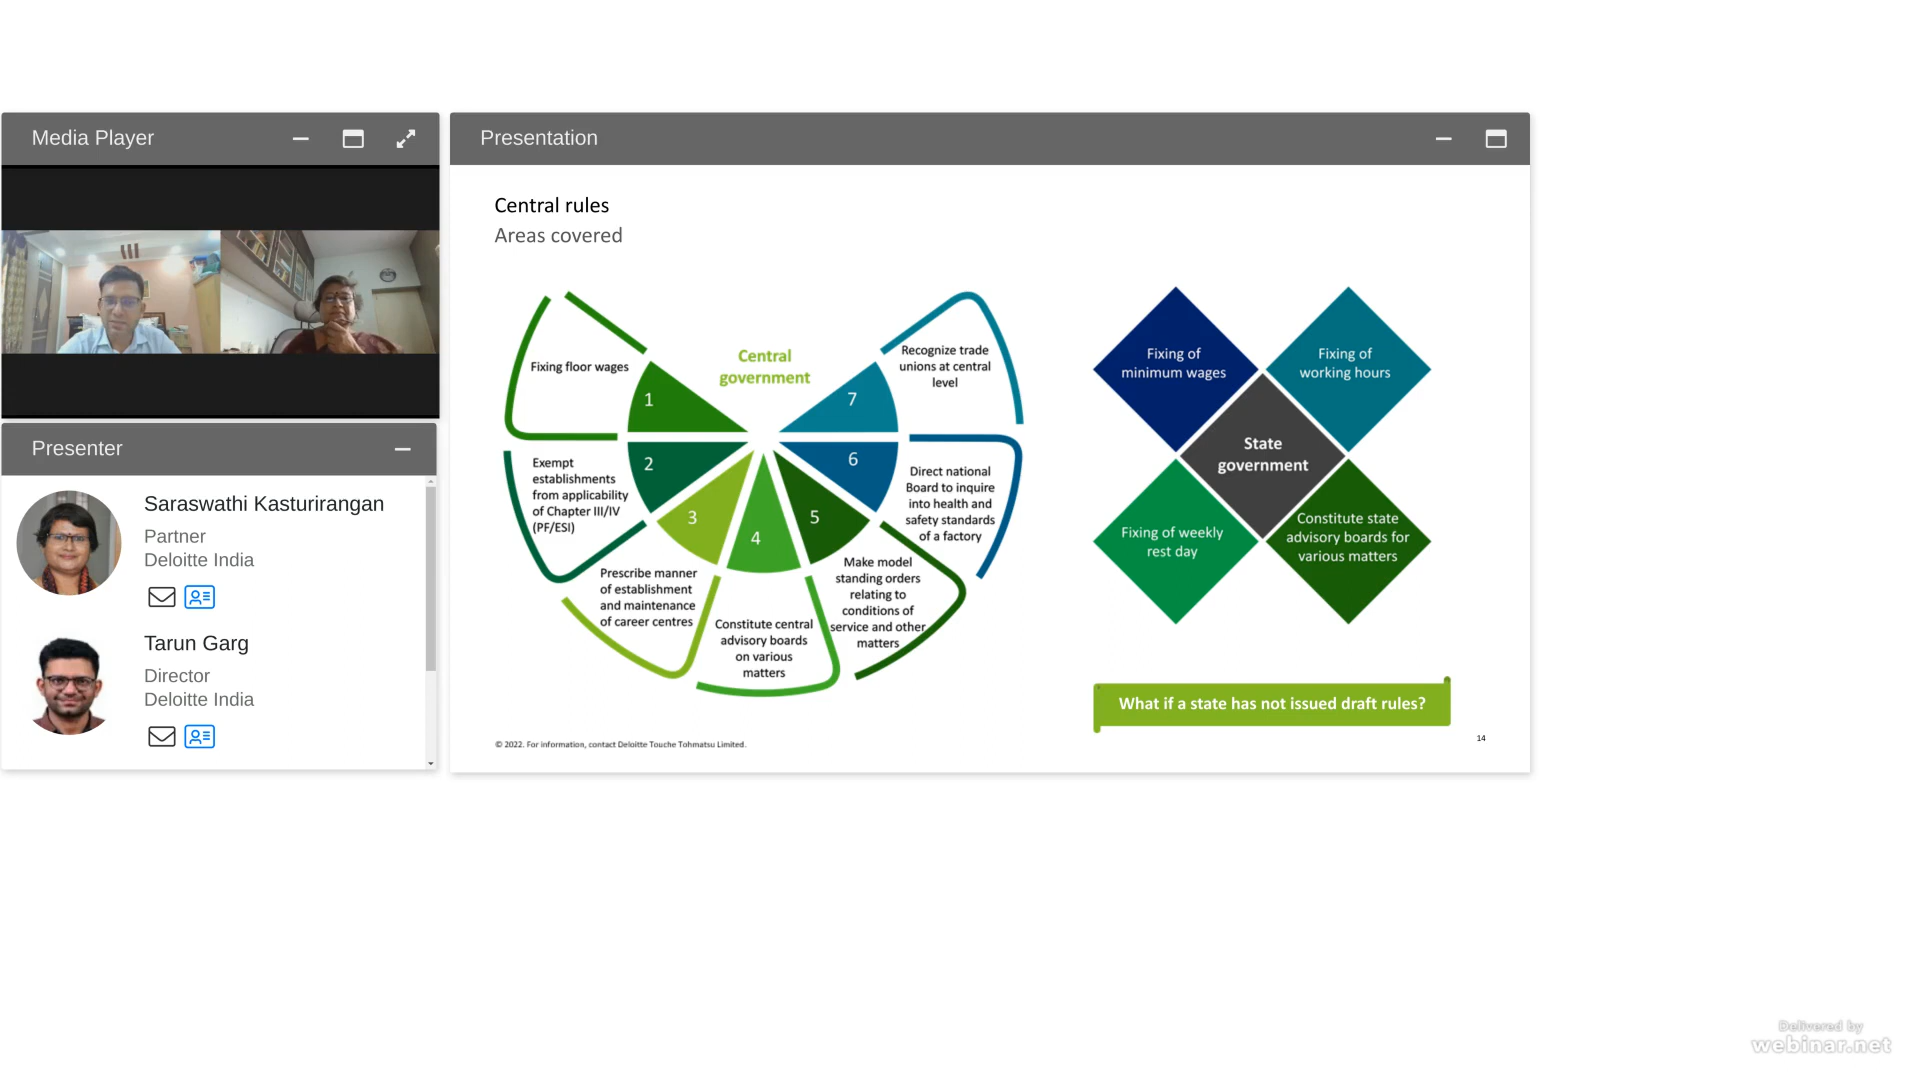 Media Player
Presenter
Saraswathi Kasturirangan
Partner
Deloitte India
Tarun Garg
Director
Deloitte India
Presentation
Central rules
Areas covered
Central
government
1
Fixing floor wages
2
Exempt
establishments
from applicability
of Chapter III/IV
(PF/ESI)
3
Prescribe manner
of establishment
and maintenance
of career centres
4
Constitute central
advisory boards
on various
matters
5
Make model
standing orders
relating to
conditions of
service and other
matters
6
Direct national
Board to inquire
into health and
safety standards
of a factory
7
Recognize trade
unions at central
level
Fixing of
minimum wages
Fixing of
working hours
State
government
Fixing of weekly
rest day
Constitute state
advisory boards for
various matters
What if a state has not issued draft rules?
© 2022. For information, contact Deloitte Touche Tohmatsu Limited.
14
Delivered by
webinar.net